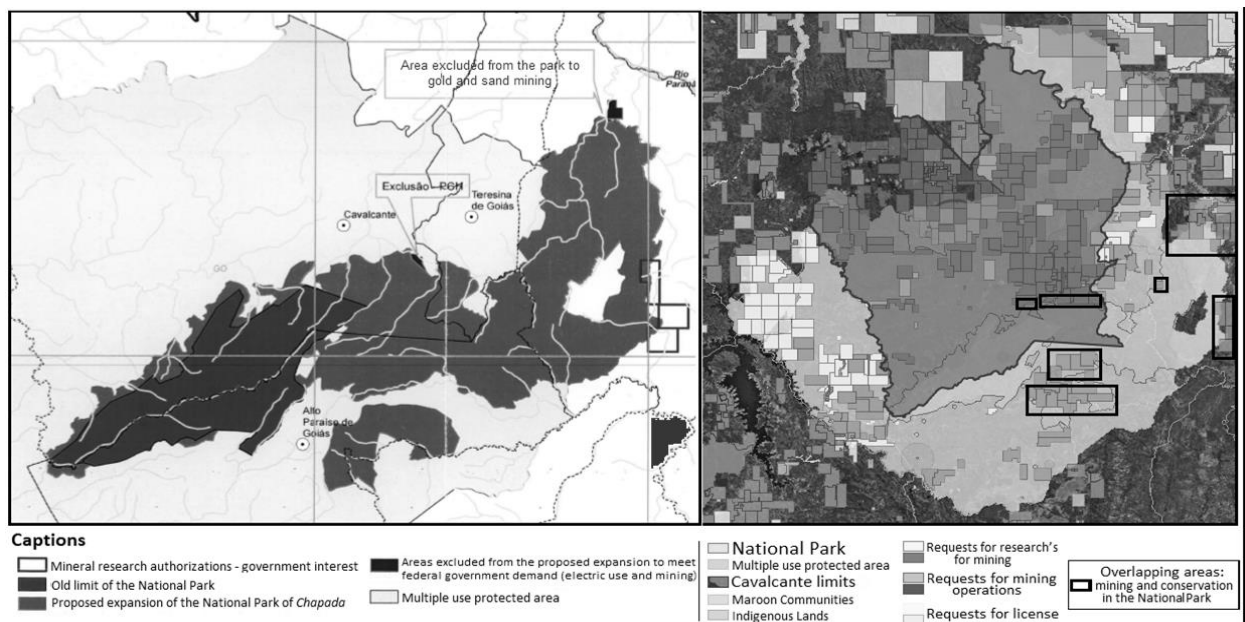 Area excluded from the park to
gold and sand mining
Rio
Paranã
Exclusão - PCH
Teresina
de Goiás
Cavalcante
GO
Alto
Paraíso de
Goiás
Captions
Mineral research authorizations - government interest
Old limit of the National Park
Proposed expansion of the National Park of Chapada
Areas excluded from the proposed expansion to meet
federal government demand (electric use and mining)
Multiple use protected area
National Park
Multiple use protected area
Cavalcante limits
Maroon Communities
Indigenous Lands
Requests for research's
for mining
Requests for mining
operations
Requests for license
Overlapping areas:
mining and conservation
in the NationalPark